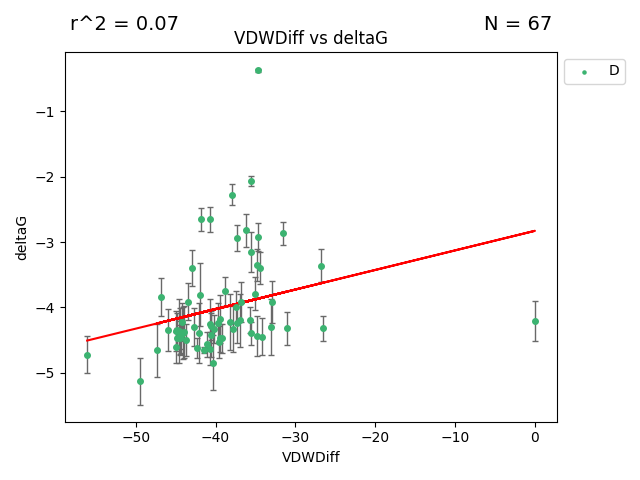 r^2 = 0.07
N = 67
VDWDiff vs deltaG
D
−1
−2
−3
−4
−5
deltaG
−50
−40
−30
−20
−10
0
VDWDiff